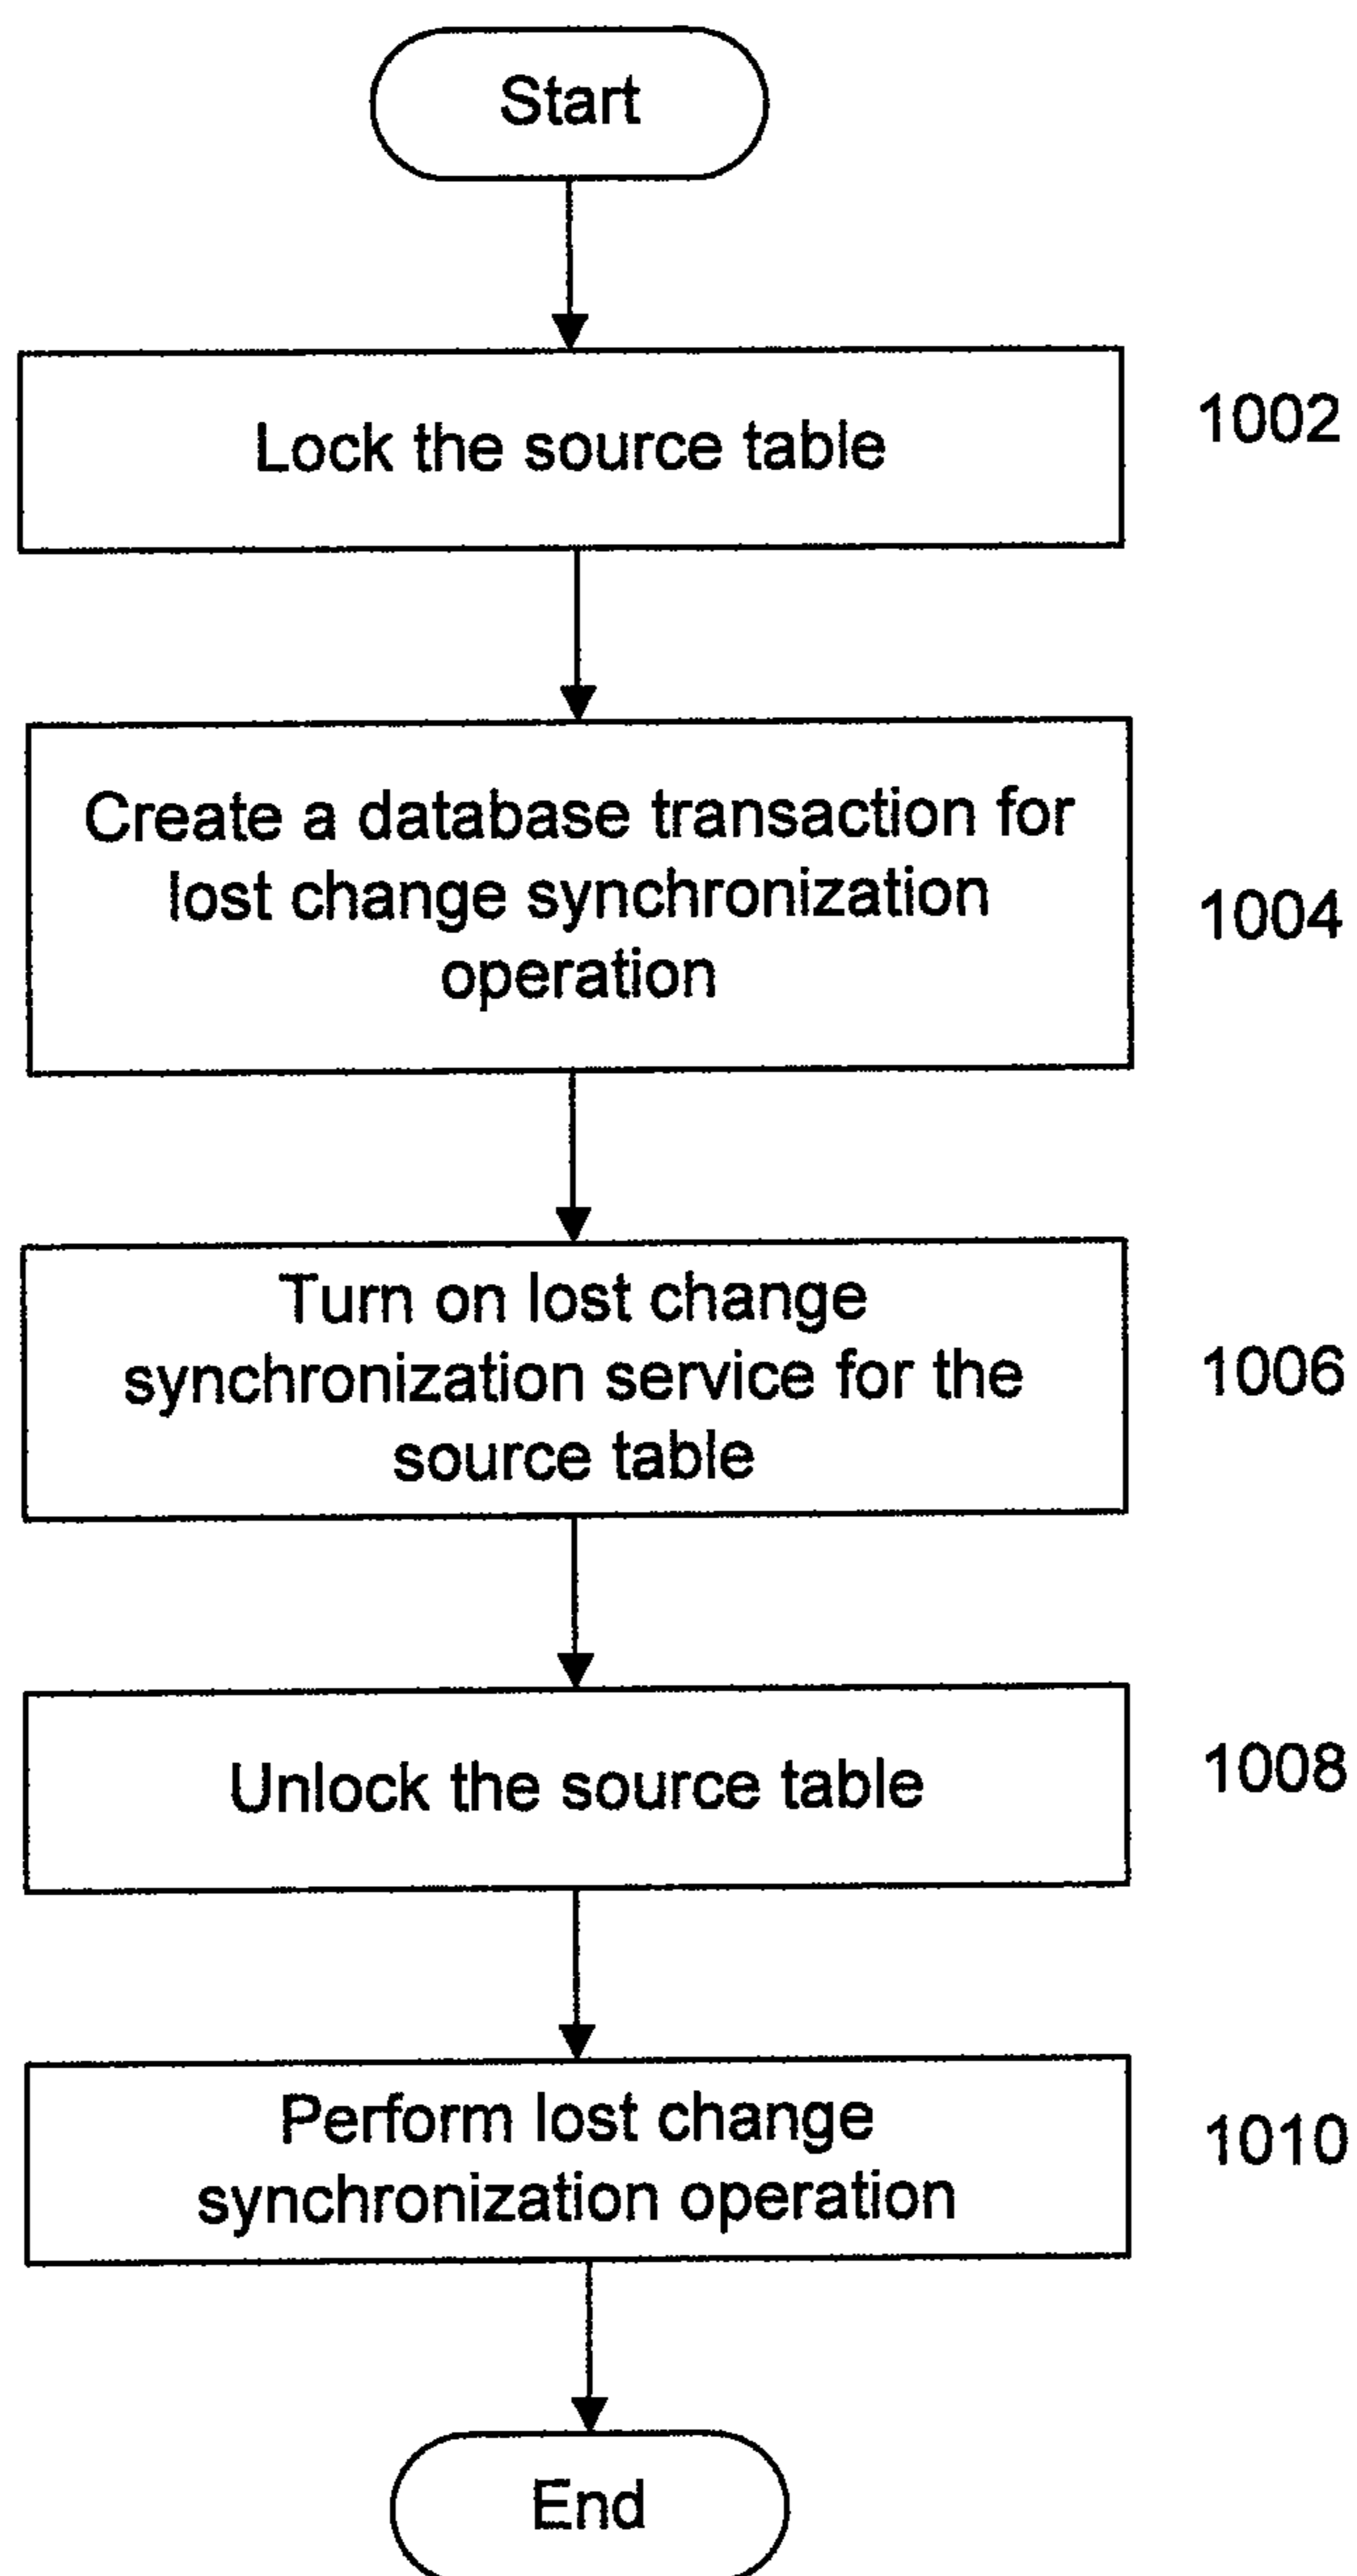 Start
Lock the source table
1002
Create a database transaction for
lost change synchronization
operation
1004
Turn on lost change
synchronization service for the
source table
1006
Unlock the source table
1008
Perform lost change
synchronization operation
1010
End